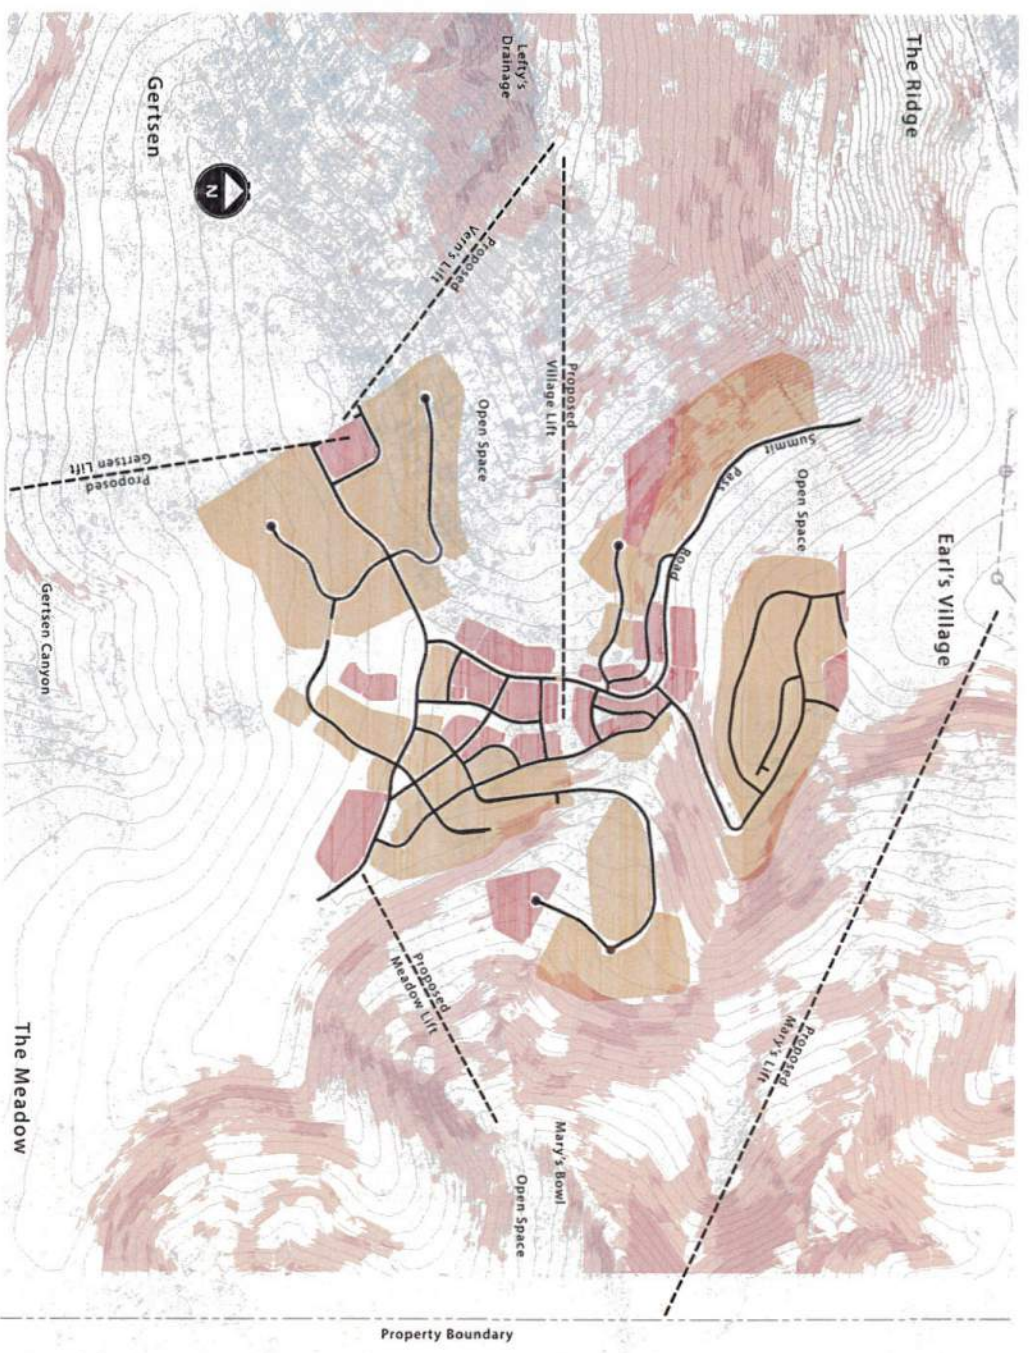 The Ridge
Lefty's
Drainage
Gertsen
N
Proposed
Vern's Lift
Proposed
Village Lift
Summit
Pass
Road
Open Space
Open Space
Proposed
Gertsen Lift
Earl's Village
Gertsen Canyon
Proposed
Meadow Lift
Proposed
Mary's Lift
The Meadow
Mary's Bowl
Open Space
Property Boundary